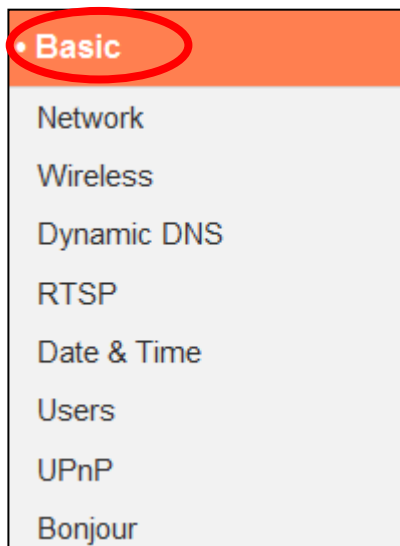 • Basic
Network
Wireless
Dynamic DNS
RTSP
Date & Time
Users
UPnP
Bonjour